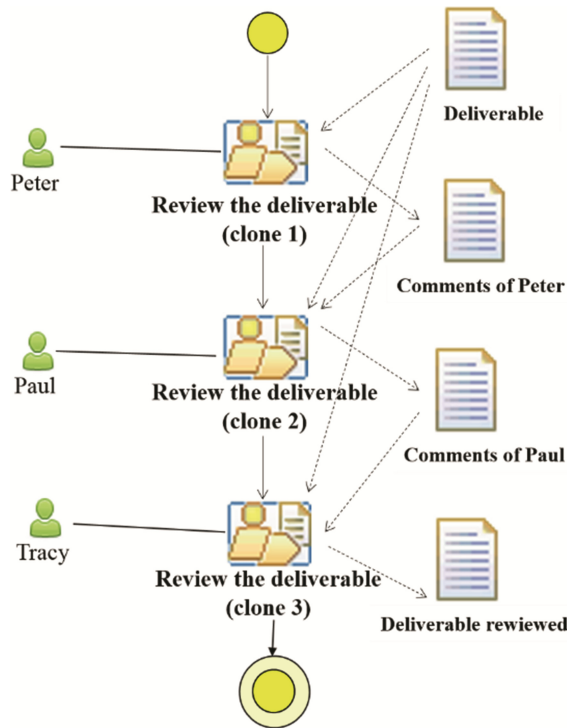 Deliverable
Peter
Review the deliverable
(clone 1)
Comments of Peter
Paul
Review the deliverable
(clone 2)
Comments of Paul
Tracy
Review the deliverable
(clone 3)
Deliverable rewiewed